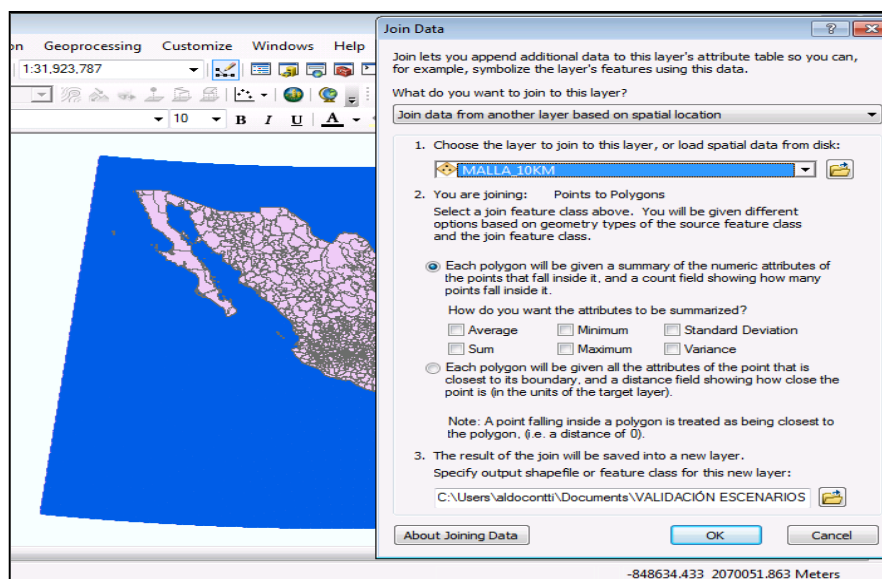 Geoprocessing Customize Windows Help
1:31,923,787
10 B I U A
Join Data
Join lets you append additional data to this layer's attribute table so you can,
for example, symbolize the layer's features using this data.
What do you want to join to this layer?
Join data from another layer based on spatial location
1. Choose the layer to join to this layer, or load spatial data from disk:
MALLA_10KM
2. You are joining: Points to Polygons
Select a join feature class above. You will be given different
options based on geometry types of the source feature class
and the join feature class.
Each polygon will be given a summary of the numeric attributes of
the points that fall inside it, and a count field showing how many
points fall inside it.
How do you want the attributes to be summarized?
Average Minimum Standard Deviation
Sum Maximum Variance
Each polygon will be given all the attributes of the point that is
closest to its boundary, and a distance field showing how close the
point is (in the units of the target layer).
Note: A point falling inside a polygon is treated as being closest to
the polygon, (i.e. a distance of 0).
3. The result of the join will be saved into a new layer.
Specify output shapefile or feature class for this new layer:
C:\Users\aldocontti\Documents\VALIDACIÓN ESCENARIOS
About Joining Data OK Cancel
-848634.433 2070051.863 Meters